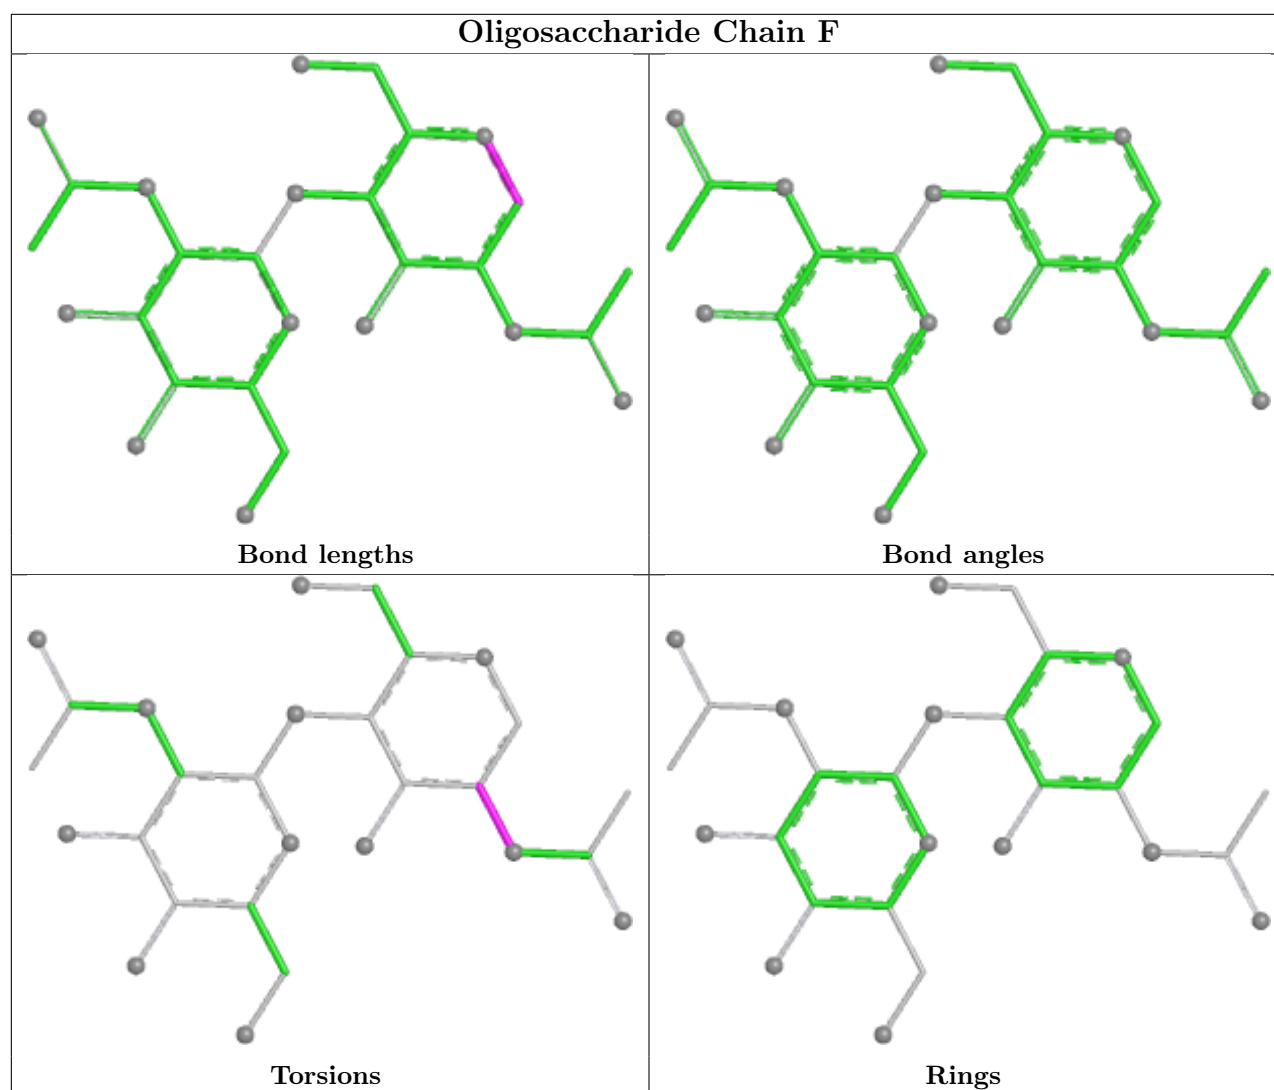 Oligosaccharide Chain F
Bond lengths
Bond angles
Torsions
Rings